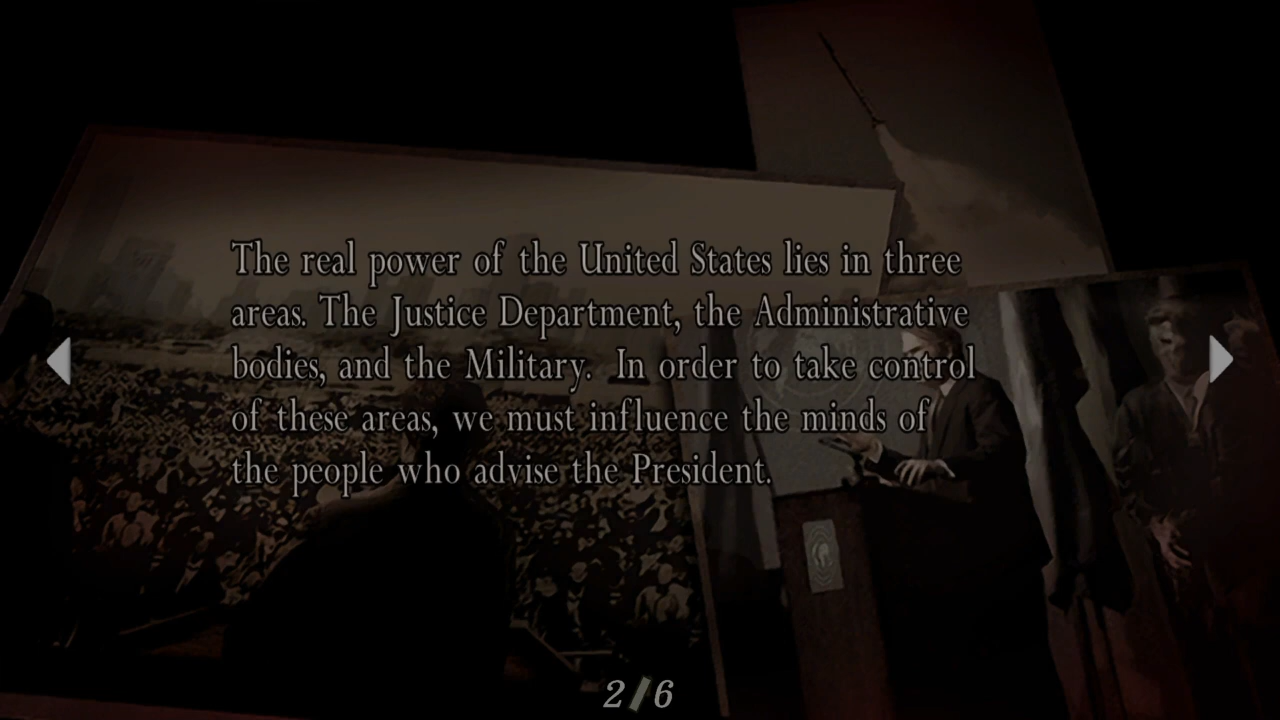 The real power of the United States lies in three
areas. The Justice Department, the Administrative
bodies, and the Military.  In order to take control
of these areas, we must influence the minds of
the people who advise the President.
2/6